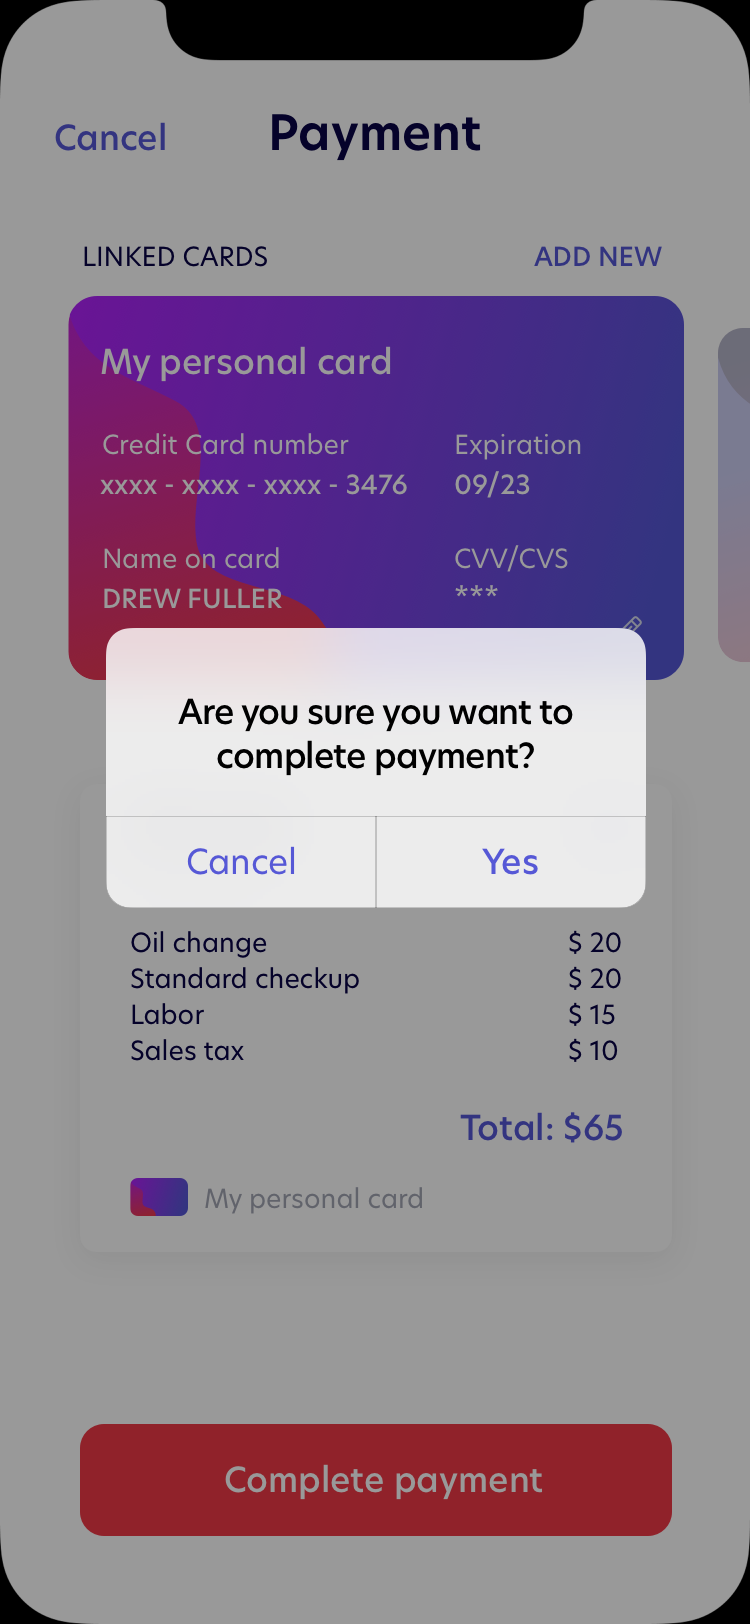 Cancel
Payment
LINKED CARDS
ADD NEW
My personal card
Credit Card number
Expiration
xxxx - xxxx - xxxx - 3476
09/23
Name on card
CVV/CVS
DREW FULLER
***
Are you sure you want to
complete payment?
Cancel
Yes
Oil change
$ 20
Standard checkup
$ 20
Labor
$ 15
Sales tax
$ 10
Total: $65
My personal card
Complete payment